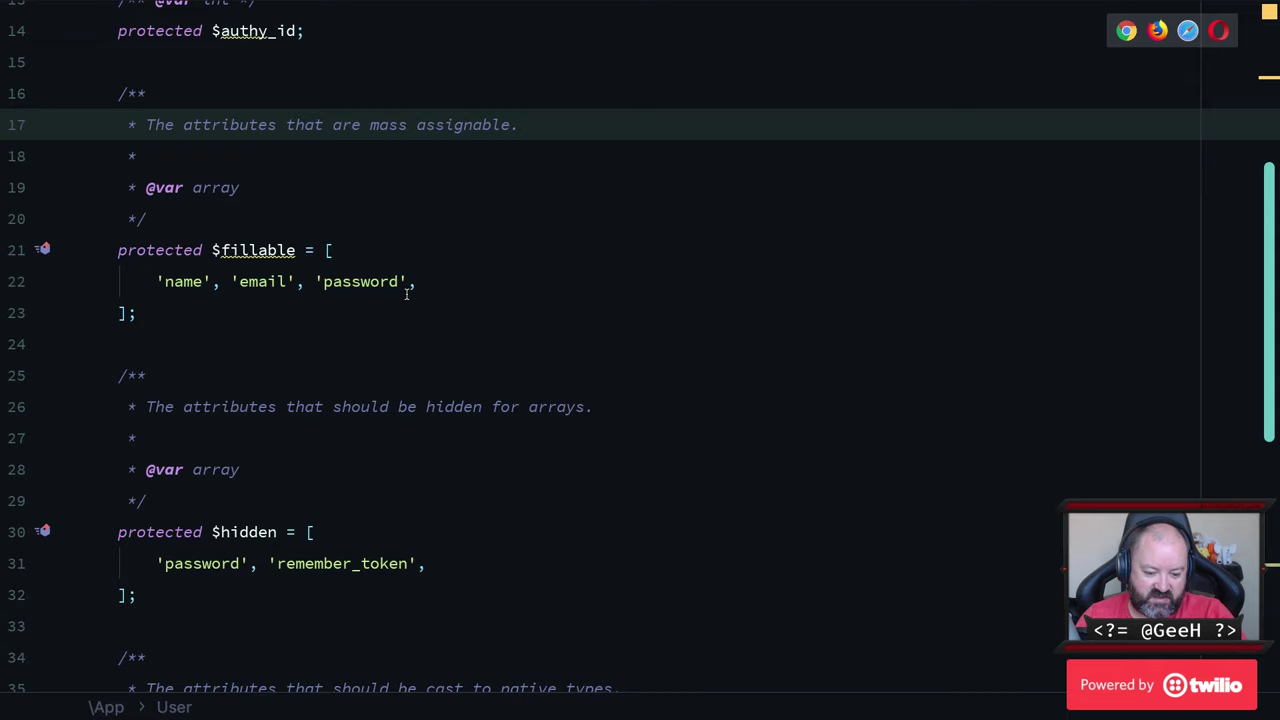 13 /** @var int */
14 protected $authy_id;
15
16 /**
17 * The attributes that are mass assignable.
18 *
19 * @var array
20 */
21 protected $fillable = [
22 'name', 'email', 'password',
23 ];
24
25 /**
26 * The attributes that should be hidden for arrays.
27 *
28 * @var array
29 */
30 protected $hidden = [
31 'password', 'remember_token',
32 ];
33
34 /**
35 * The attributes that should be cast to native types.
\App > User
<?= @GeeH ?>
Powered by twilio